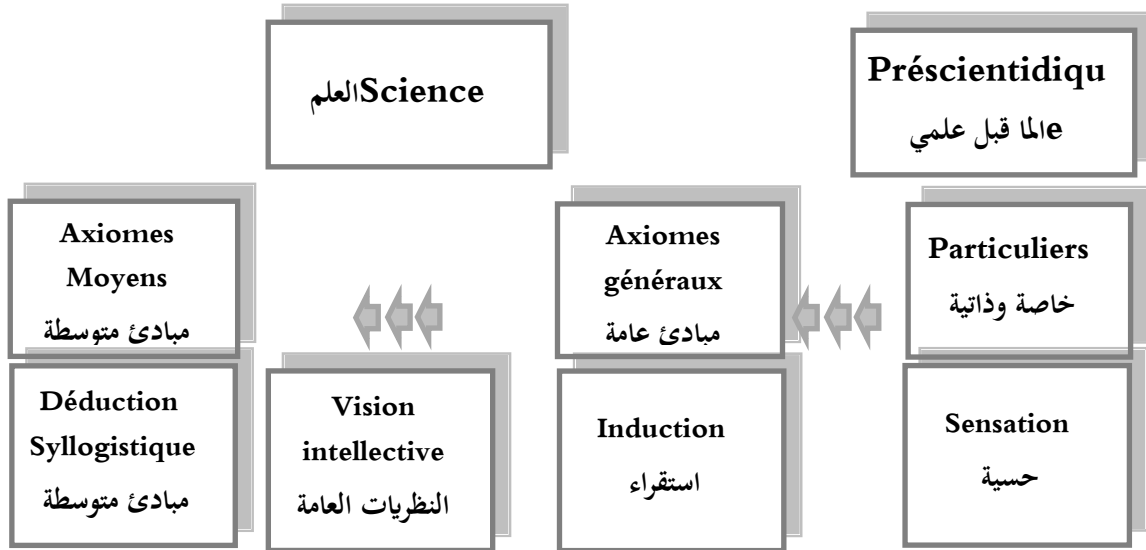 العلمScience
Préscientidiqu
eالما قبل علمي
Axiomes
Moyens
مبادئ متوسطة
Axiomes
généraux
مبادئ عامة
Particuliers
خاصة وذاتية
Déduction
Syllogistique
مبادئ متوسطة
Vision
intellective
النظريات العامة
Induction
استقراء
Sensation
حسية